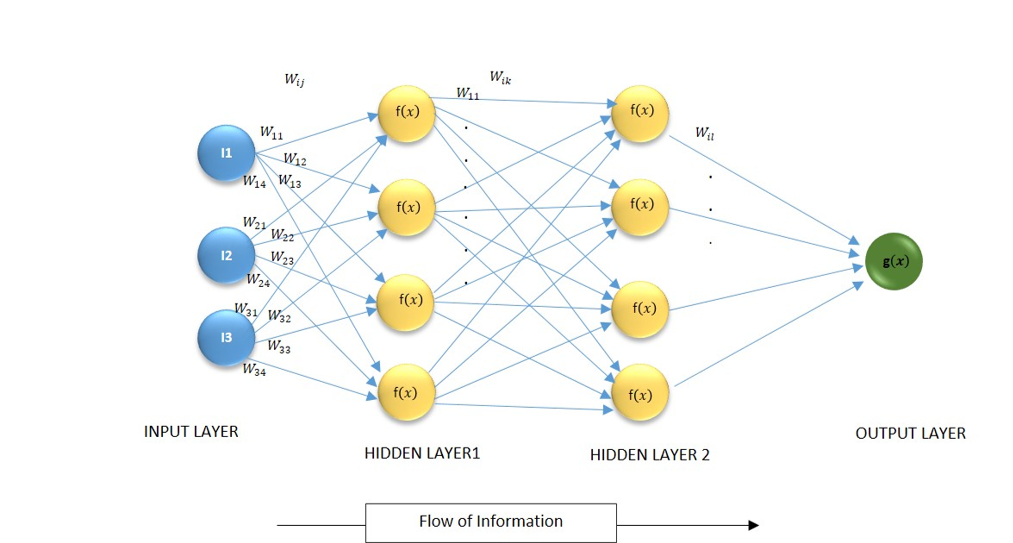 W_{ij}
W_{ik}
W_{11}
f(x)
f(x)
W_{11}
W_{il}
I1
W_{12}
W_{14}
W_{13}
f(x)
f(x)
W_{21}
W_{22}
I2
W_{23}
g(x)
W_{24}
f(x)
f(x)
W_{31}
W_{32}
I3
W_{33}
W_{34}
f(x)
f(x)
INPUT LAYER
OUTPUT LAYER
HIDDEN LAYER1
HIDDEN LAYER 2
Flow of Information